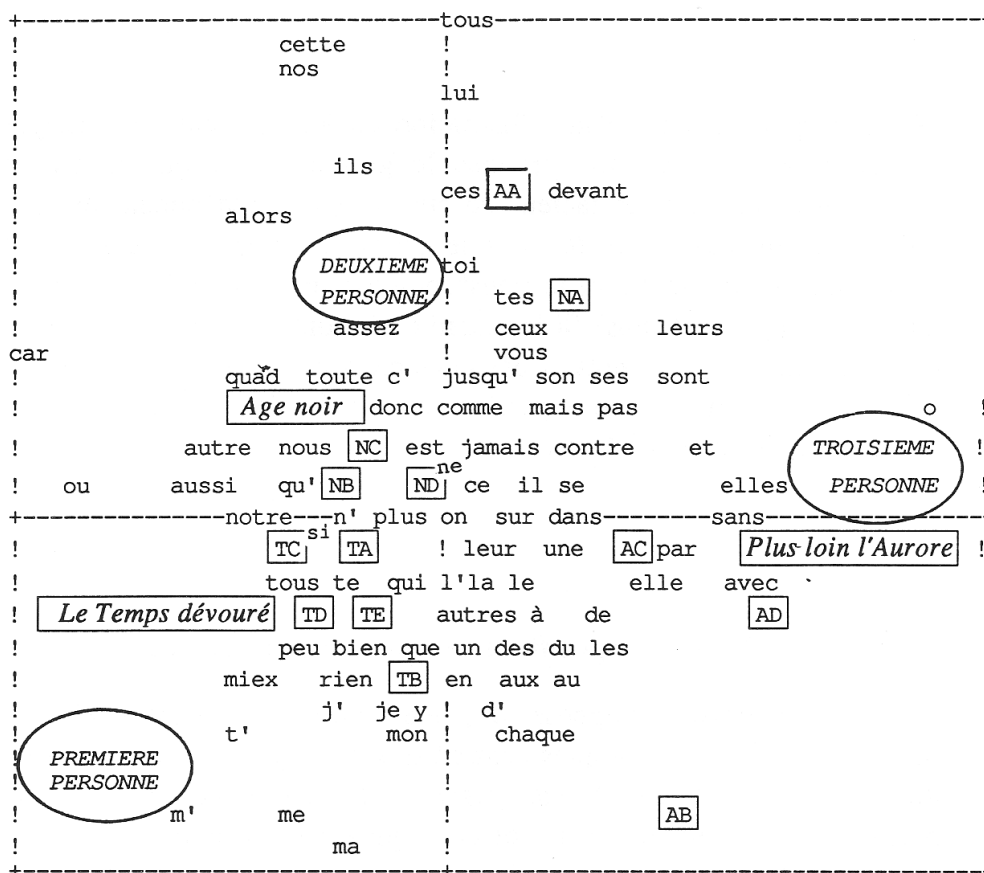 tous
cette
nos
lui
ils
ces AA devant
alors
DEUXIEME toi
PERSONNE tes NA
assez ceux leurs
car vous
quãd toute c' jusqu' son ses sont
Age noir donc comme mais pas o
autre nous NC est jamais contre et TROISIEME
ou aussi qu' NB ND ne ce il se elles PERSONNE
notre n' plus on sur dans sans
TC si TA leur une AC par Plus loin l'Aurore
tous te qui l'la le elle avec
Le Temps dévouré TD TE autres à de AD
peu bien que un des du les
miex rien TB en aux au
j' je y d'
t' mon chaque
PREMIERE
PERSONNE
m' me AB
ma